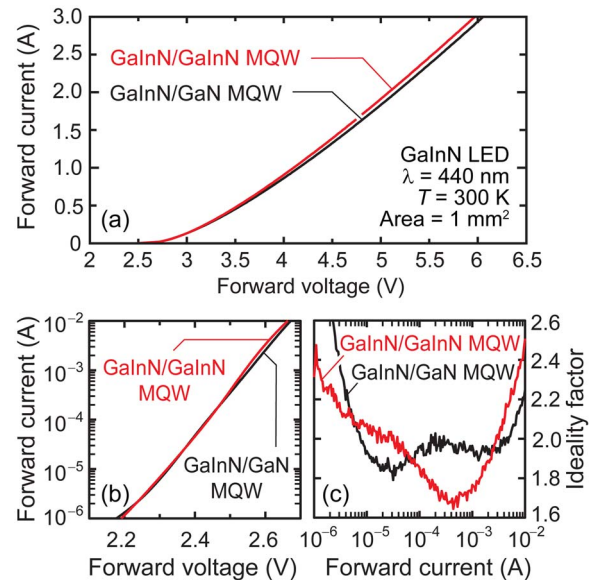 3.0
2.5
2.0
1.5
1.0
0.5
0
Forward current (A)
GaInN/GaInN MQW
GaInN/GaN MQW
GaInN LED
λ = 440 nm
T = 300 K
Area = 1 mm²
(a)
2 2.5 3 3.5 4 4.5 5 5.5 6 6.5
Forward voltage (V)
10⁻²
10⁻³
10⁻⁴
10⁻⁵
10⁻⁶
Forward current (A)
GaInN/GaInN
MQW
GaInN/GaN
MQW
(b)
2.2 2.4 2.6
Forward voltage (V)
GaInN/GaInN MQW
GaInN/GaN MQW
(c)
2.6
2.4
2.2
2.0
1.8
1.6
Ideality factor
10⁻⁶ 10⁻⁵ 10⁻⁴ 10⁻³ 10⁻²
Forward current (A)